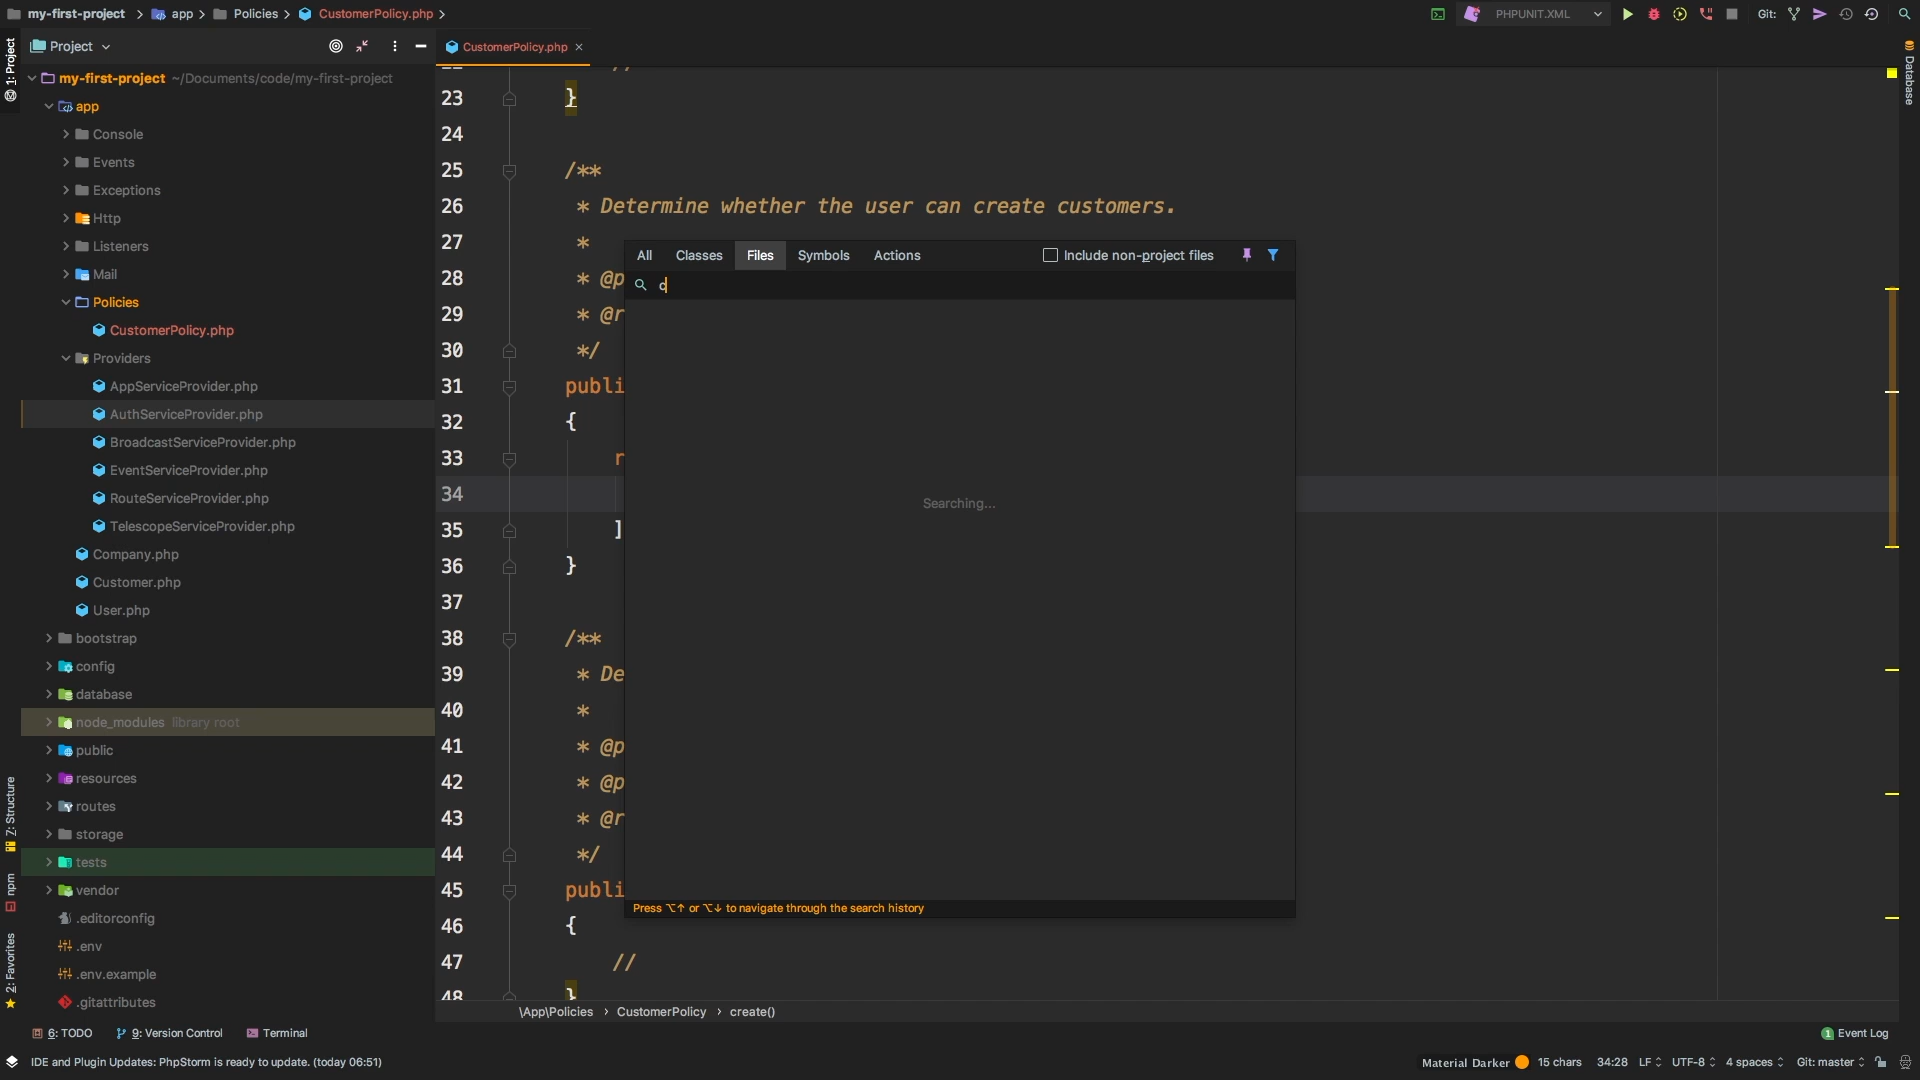 my-first-project
app
Policies
CustomerPolicy.php
PHPUNIT.XML
Git:
Project
CustomerPolicy.php
1: Project
Database
my-first-project ~/Documents/code/my-first-project
app
Console
Events
Exceptions
Http
Listeners
Mail
Policies
CustomerPolicy.php
Providers
AppServiceProvider.php
AuthServiceProvider.php
BroadcastServiceProvider.php
EventServiceProvider.php
RouteServiceProvider.php
TelescopeServiceProvider.php
Company.php
Customer.php
User.php
bootstrap
config
database
node_modules library root
public
resources
routes
storage
tests
vendor
.editorconfig
.env
.env.example
.gitattributes
Z: Structure
npm
2: Favorites
23 }
24
25 /**
26 * Determine whether the user can create customers.
27 *
28 * @p
29 * @r
30 */
31 publi
32 {
33 r
34
35 ]
36 }
37
38 /**
39 * De
40 *
41 * @p
42 * @p
43 * @r
44 */
45 publi
46 {
47 //
48 }
All Classes Files Symbols Actions Include non-project files
c
Searching...
Press ⌥↑ or ⌥↓ to navigate through the search history
\App\Policies › CustomerPolicy › create()
6: TODO 9: Version Control Terminal
1 Event Log
IDE and Plugin Updates: PhpStorm is ready to update. (today 06:51)
Material Darker 15 chars 34:28 LF UTF-8 4 spaces Git: master